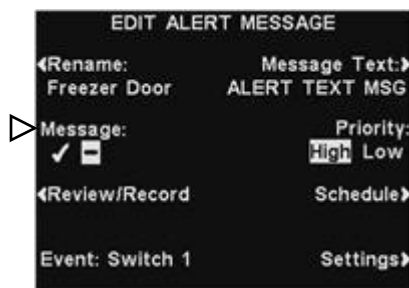 EDIT ALERT MESSAGE
Rename: Message Text:
Freezer Door ALERT TEXT MSG
Message: Priority:
✓ – High Low
Review/Record Schedule
Event: Switch 1 Settings